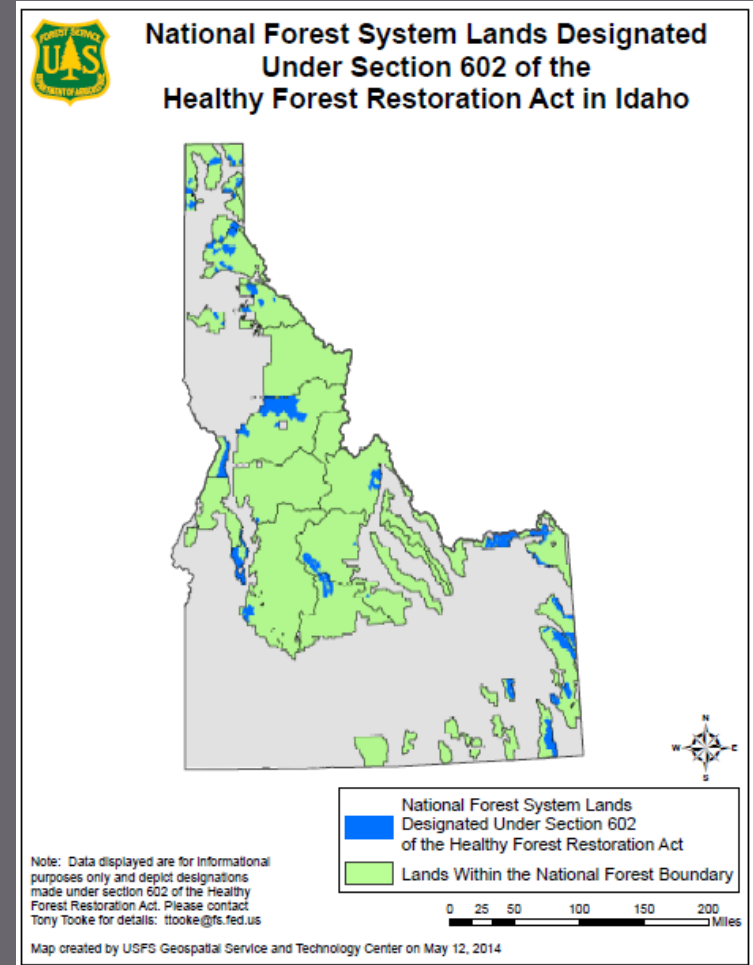 FOREST SERVICE
U S
DEPARTMENT OF AGRICULTURE
National Forest System Lands Designated
Under Section 602 of the
Healthy Forest Restoration Act in Idaho
N
W E
S
National Forest System Lands
Designated Under Section 602
of the Healthy Forest Restoration Act
Lands Within the National Forest Boundary
Note: Data displayed are for informational
purposes only and depict designations
made under section 602 of the Healthy
Forest Restoration Act. Please contact
Tony Tooke for details: ttooke@fs.fed.us
0 25 50 100 150 200
Miles
Map created by USFS Geospatial Service and Technology Center on May 12, 2014